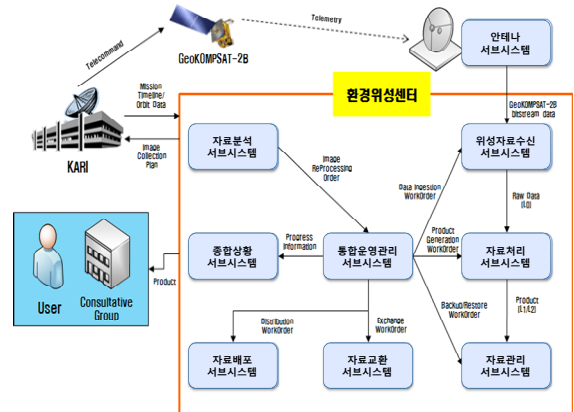 Telemetry
Telecommand
GeoKOMPSAT-2B
안테나
서브시스템
환경위성센터
Mission
Timeline/
Orbit Data
GeoKOMPSAT-2B
bitstream data
Image
Collection
Plan
KARI
자료분석
서브시스템
위성자료수신
서브시스템
Image
ReProcessing
Order
Data Ingestion
WorkOrder
Raw Data
(L0)
Product
Generation
WorkOrder
Progress
Information
종합상황
서브시스템
통합운영관리
서브시스템
자료처리
서브시스템
Product
User
Consultative
Group
Backup/Restore
WorkOrder
Product
(L1/L2)
Distribution
WorkOrder
Exchange
WorkOrder
자료배포
서브시스템
자료교환
서브시스템
자료관리
서브시스템